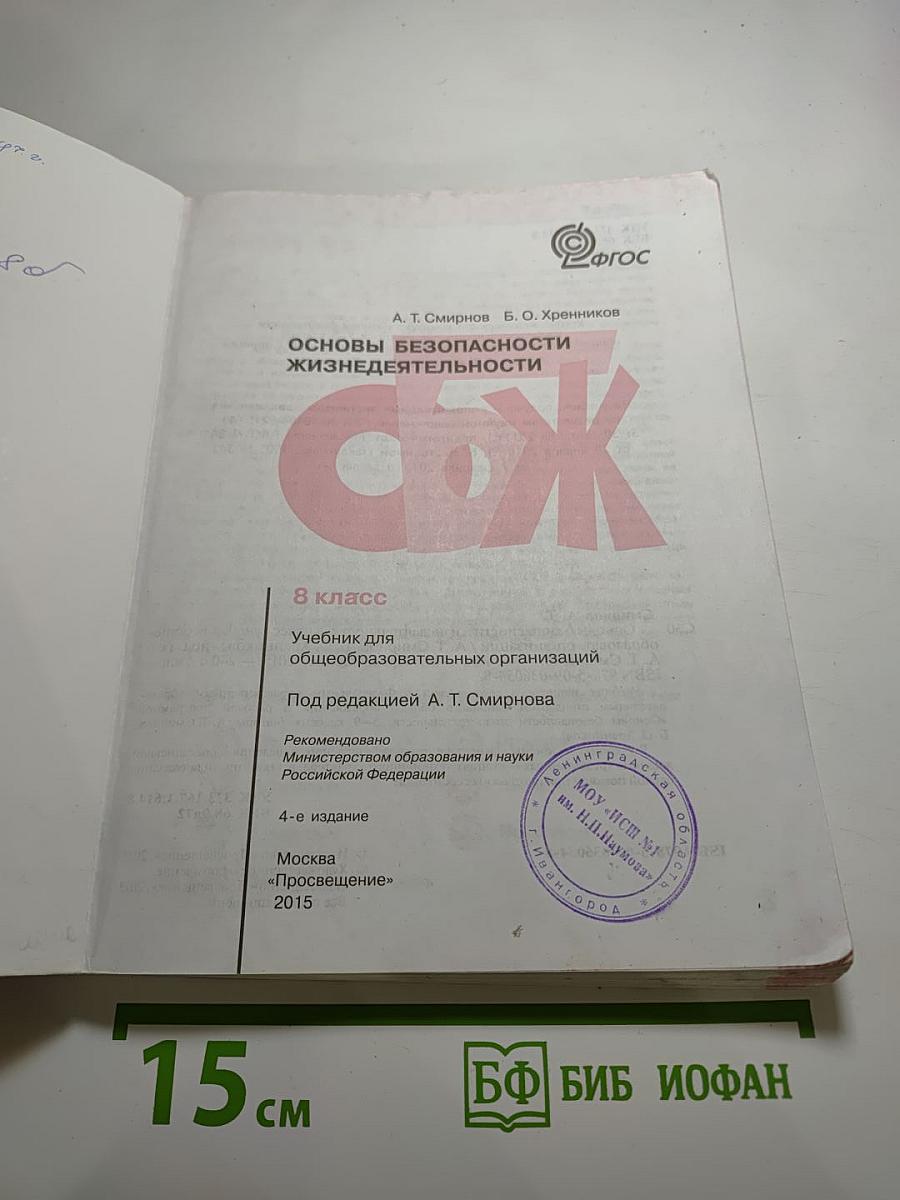 ФГОС
А. Т. Смирнов Б. О. Хренников
ОСНОВЫ БЕЗОПАСНОСТИ
ЖИЗНЕДЕЯТЕЛЬНОСТИ
ОБЖ
8 класс
Учебник для
общеобразовательных организаций
Под редакцией А. Т. Смирнова
Рекомендовано
Министерством образования и науки
Российской Федерации
4-е издание
Москва
«Просвещение»
2015
* Ленинградская область * г. Ивангород
МОУ «ИСШ №1
им. Н.П.Наумова»
15 см
БФ БИБ ИОФАН